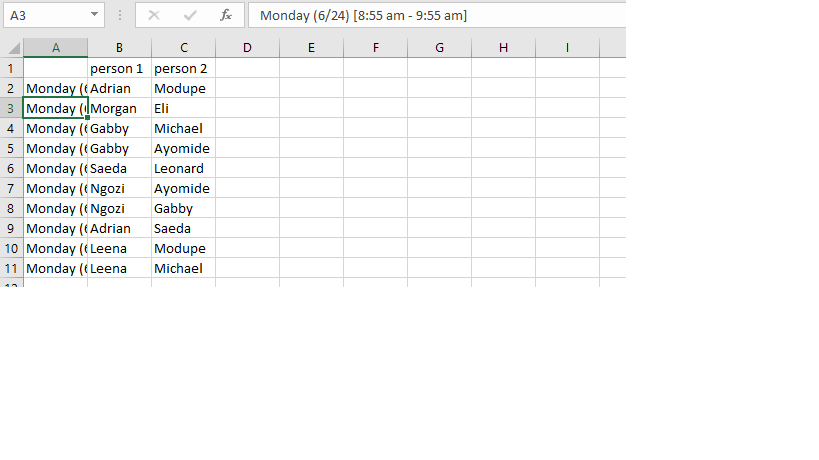 A3 fx Monday (6/24) [8:55 am - 9:55 am]
A B C D E F G H I
1 person 1 person 2
2 Monday (6 Adrian Modupe
3 Monday (6 Morgan Eli
4 Monday (6 Gabby Michael
5 Monday (6 Gabby Ayomide
6 Monday (6 Saeda Leonard
7 Monday (6 Ngozi Ayomide
8 Monday (6 Ngozi Gabby
9 Monday (6 Adrian Saeda
10 Monday (6 Leena Modupe
11 Monday (6 Leena Michael
12